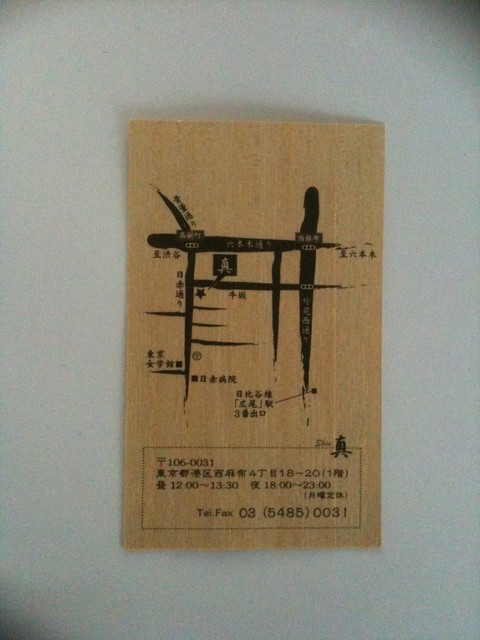 高樹町
六本木通り
西麻布
至渋谷
至六本木
真
日赤通り
牛坂
外苑西通り
東京
女学館
〒
日赤病院
日比谷線
「広尾」駅
3番出口
Shin 真
〒106-0031
東京都港区西麻布4丁目18〜20(1階)
昼 12:00〜13:30 夜 18:00〜23:00
(月曜定休)
Tel.Fax 03 (5485) 0031